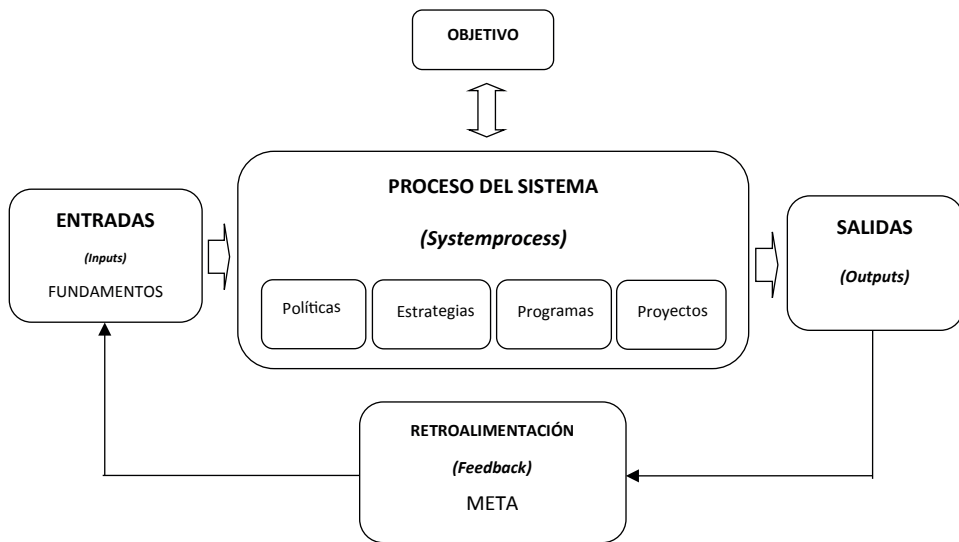 OBJETIVO
PROCESO DEL SISTEMA
(Systemprocess)
ENTRADAS
(Inputs)
FUNDAMENTOS
Políticas
Estrategias
Programas
Proyectos
SALIDAS
(Outputs)
RETROALIMENTACIÓN
(Feedback)
META